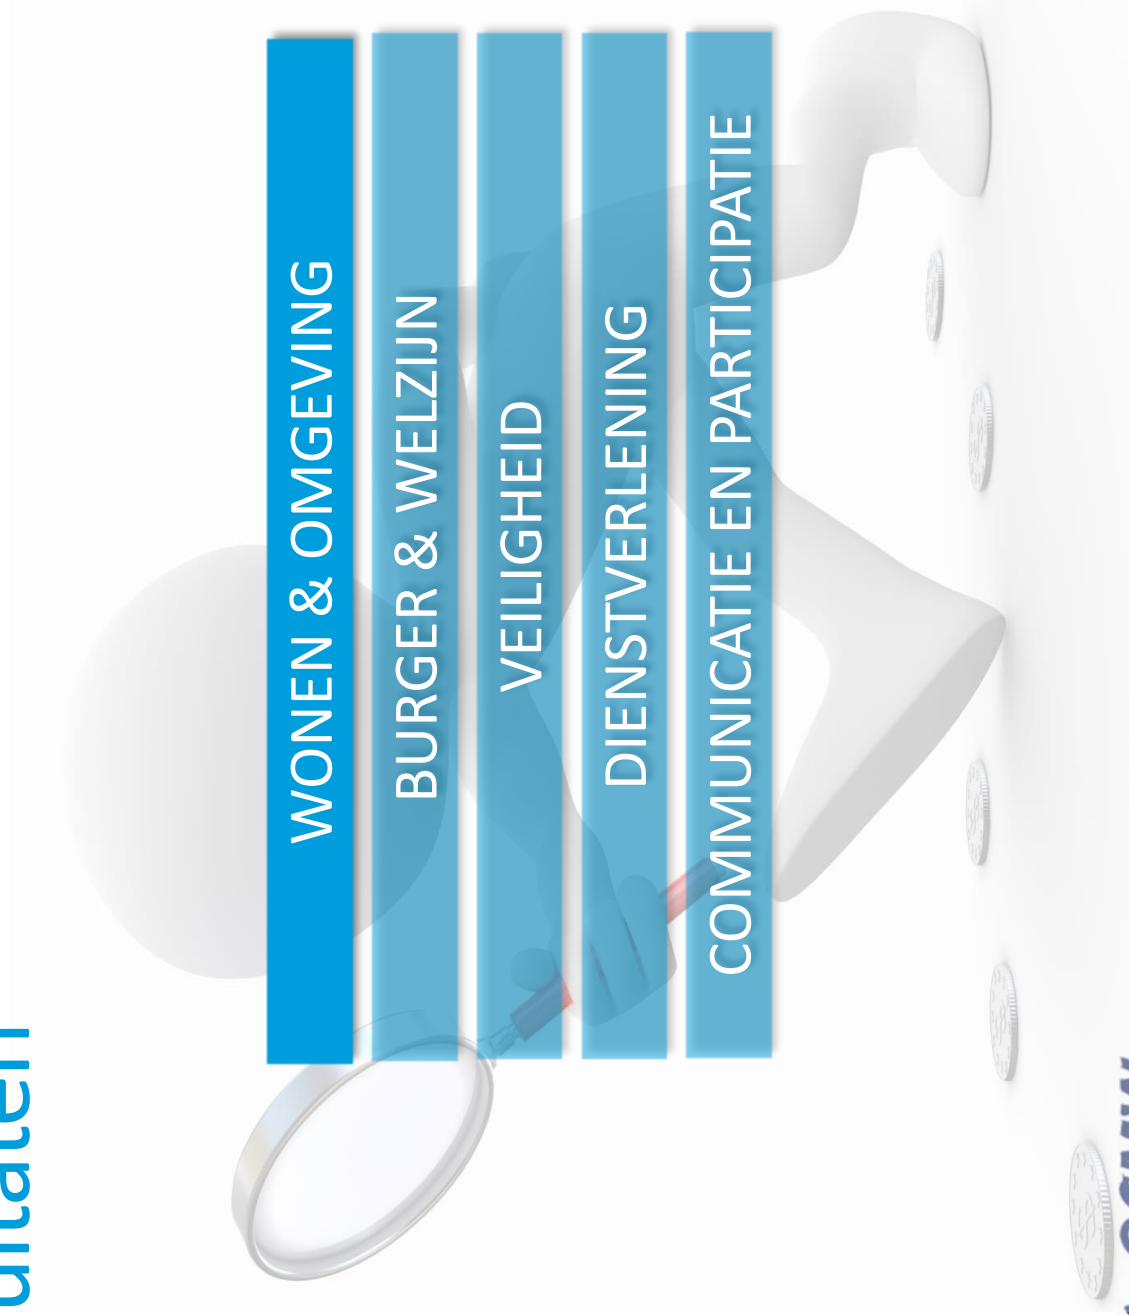 WONEN & OMGEVING
BURGER & WELZIJN
VEILIGHEID
DIENSTVERLENING
COMMUNICATIE EN PARTICIPATIE